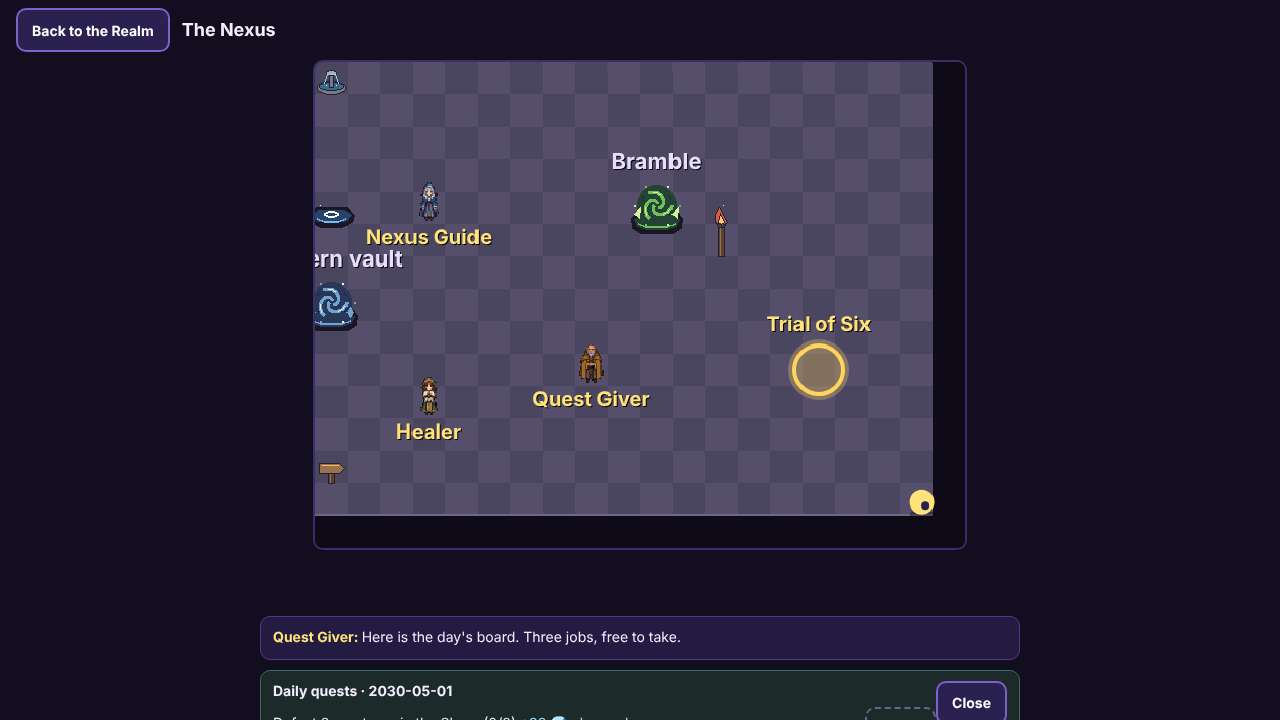 Back to the Realm
The Nexus
Bramble
Nexus Guide
ern vault
Trial of Six
Quest Giver
Healer
Quest Giver: Here is the day's board. Three jobs, free to take.
Daily quests · 2030-05-01
Close